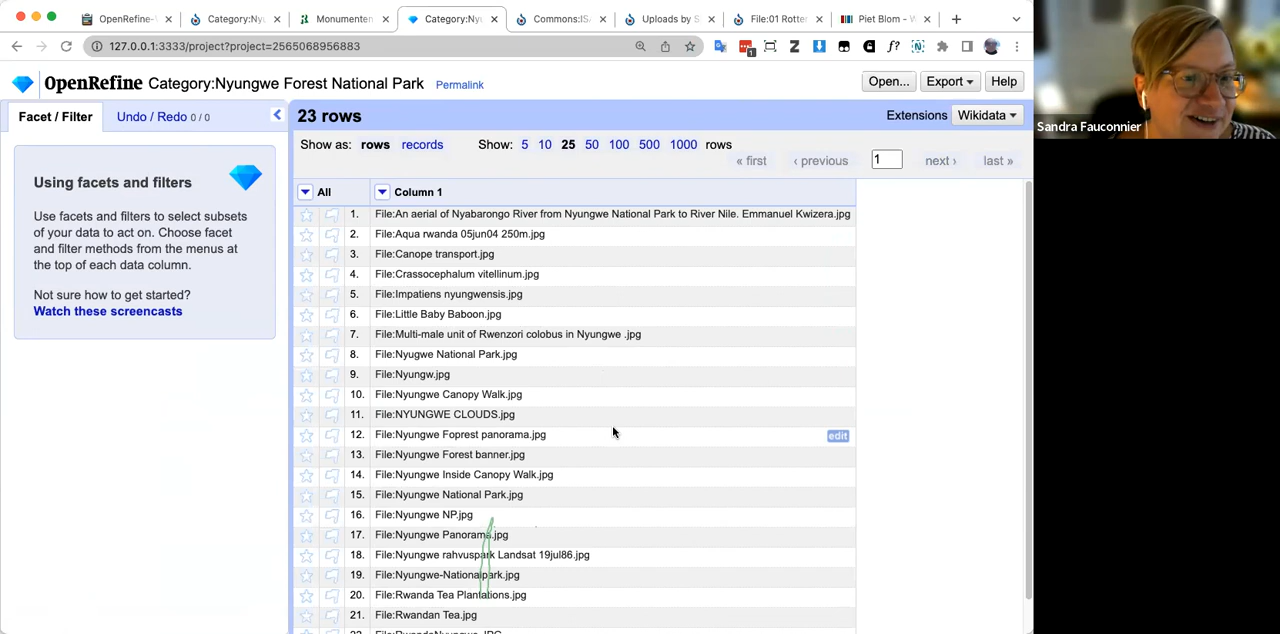 OpenRefine-
Category:Nyu
Monumenten
Category:Nyu
Commons:IS
Uploads by S
File:01 Rotter
Piet Blom - W
127.0.0.1:3333/project?project=2565068956883
OpenRefine Category:Nyungwe Forest National Park Permalink
Open... Export Help
Facet / Filter Undo / Redo 0 / 0
23 rows
Extensions Wikidata
Show as: rows records Show: 5 10 25 50 100 500 1000 rows
« first ‹ previous 1 next › last »
Using facets and filters
Use facets and filters to select subsets
of your data to act on. Choose facet
and filter methods from the menus at
the top of each data column.
Not sure how to get started?
Watch these screencasts
All Column 1
1. File:An aerial of Nyabarongo River from Nyungwe National Park to River Nile. Emmanuel Kwizera.jpg
2. File:Aqua rwanda 05jun04 250m.jpg
3. File:Canope transport.jpg
4. File:Crassocephalum vitellinum.jpg
5. File:Impatiens nyungwensis.jpg
6. File:Little Baby Baboon.jpg
7. File:Multi-male unit of Rwenzori colobus in Nyungwe .jpg
8. File:Nyugwe National Park.jpg
9. File:Nyungw.jpg
10. File:Nyungwe Canopy Walk.jpg
11. File:NYUNGWE CLOUDS.jpg
12. File:Nyungwe Foprest panorama.jpg edit
13. File:Nyungwe Forest banner.jpg
14. File:Nyungwe Inside Canopy Walk.jpg
15. File:Nyungwe National Park.jpg
16. File:Nyungwe NP.jpg
17. File:Nyungwe Panorama.jpg
18. File:Nyungwe rahvuspark Landsat 19jul86.jpg
19. File:Nyungwe-Nationalpark.jpg
20. File:Rwanda Tea Plantations.jpg
21. File:Rwandan Tea.jpg
Sandra Fauconnier